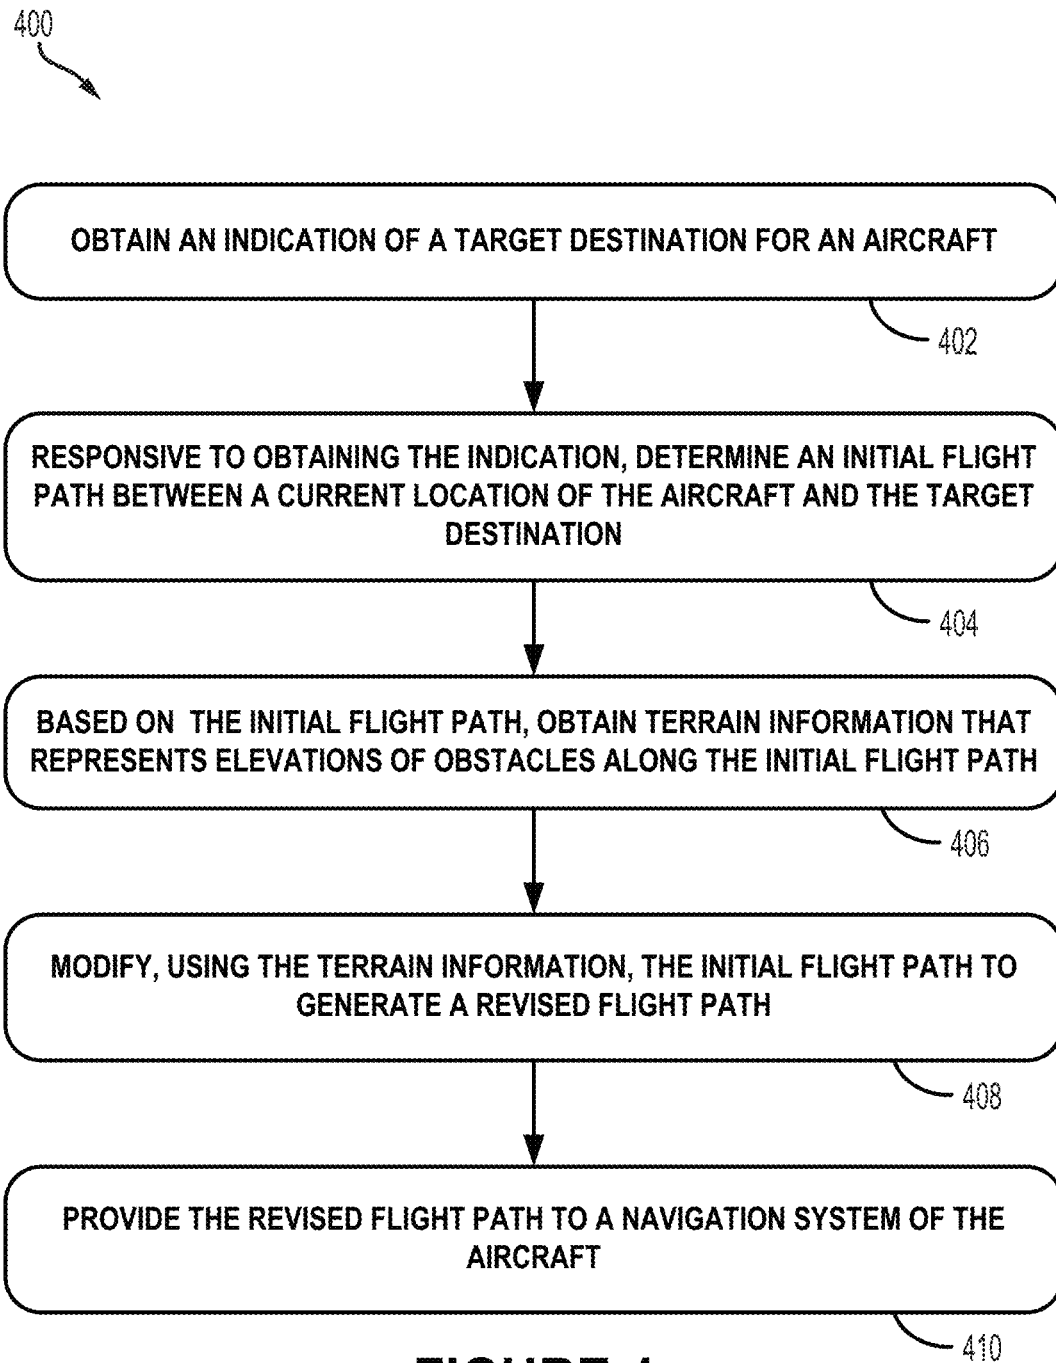 400
OBTAIN AN INDICATION OF A TARGET DESTINATION FOR AN AIRCRAFT
402
RESPONSIVE TO OBTAINING THE INDICATION, DETERMINE AN INITIAL FLIGHT
PATH BETWEEN A CURRENT LOCATION OF THE AIRCRAFT AND THE TARGET
DESTINATION
404
BASED ON THE INITIAL FLIGHT PATH, OBTAIN TERRAIN INFORMATION THAT
REPRESENTS ELEVATIONS OF OBSTACLES ALONG THE INITIAL FLIGHT PATH
406
MODIFY, USING THE TERRAIN INFORMATION, THE INITIAL FLIGHT PATH TO
GENERATE A REVISED FLIGHT PATH
408
PROVIDE THE REVISED FLIGHT PATH TO A NAVIGATION SYSTEM OF THE
AIRCRAFT
410